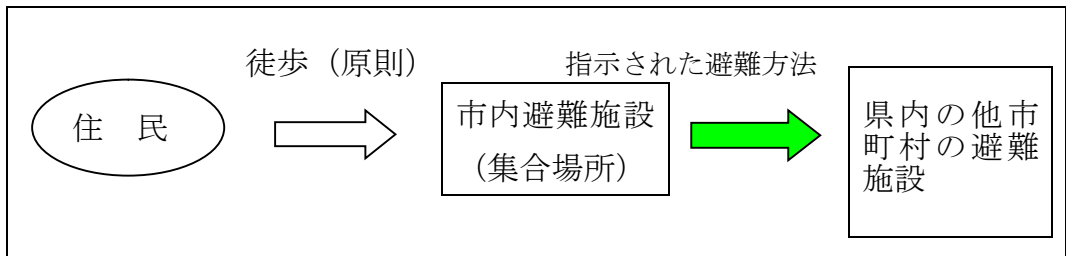 住　民
徒歩（原則）
市内避難施設
（集合場所）
指示された避難方法
県内の他市
町村の避難
施設